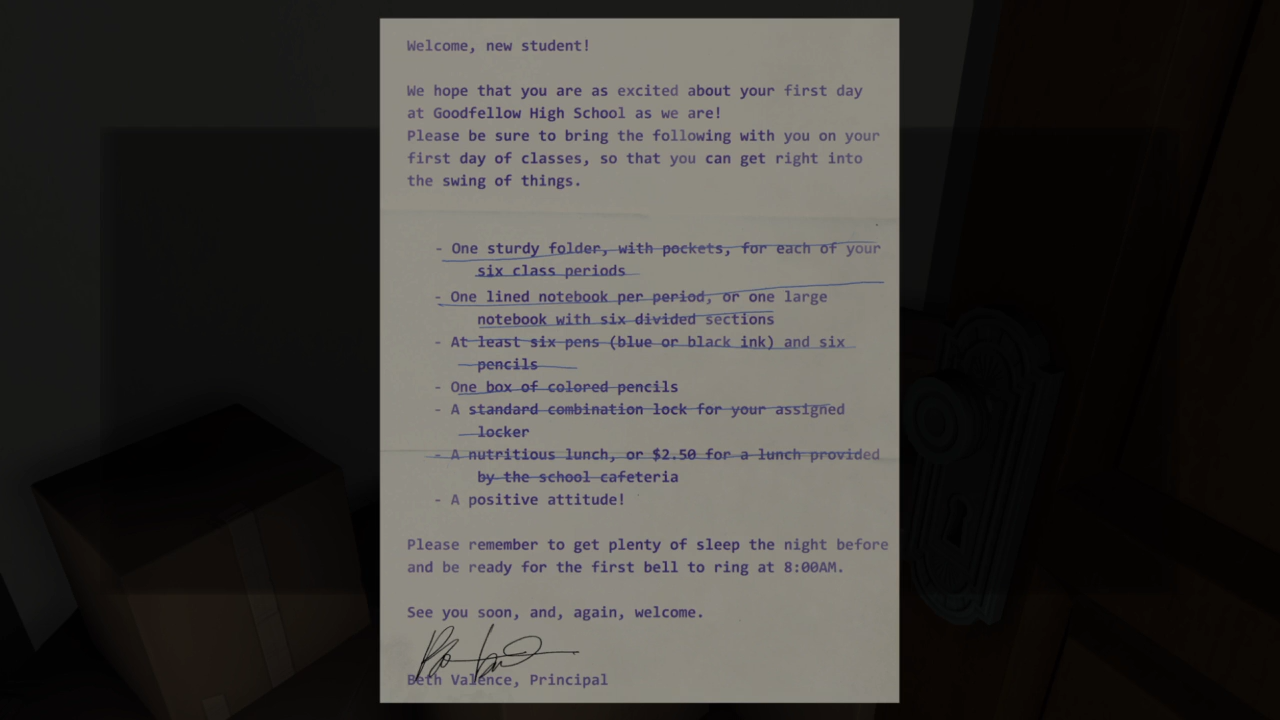 Welcome, new student!
We hope that you are as excited about your first day
at Goodfellow High School as we are!
Please be sure to bring the following with you on your
first day of classes, so that you can get right into
the swing of things.
- One sturdy folder, with pockets, for each of your
six class periods
- One lined notebook per period, or one large
notebook with six divided sections
- At least six pens (blue or black ink) and six
pencils
- One box of colored pencils
- A standard combination lock for your assigned
locker
- A nutritious lunch, or $2.50 for a lunch provided
by the school cafeteria
- A positive attitude!
Please remember to get plenty of sleep the night before
and be ready for the first bell to ring at 8:00AM.
See you soon, and, again, welcome.
Beth Valence, Principal